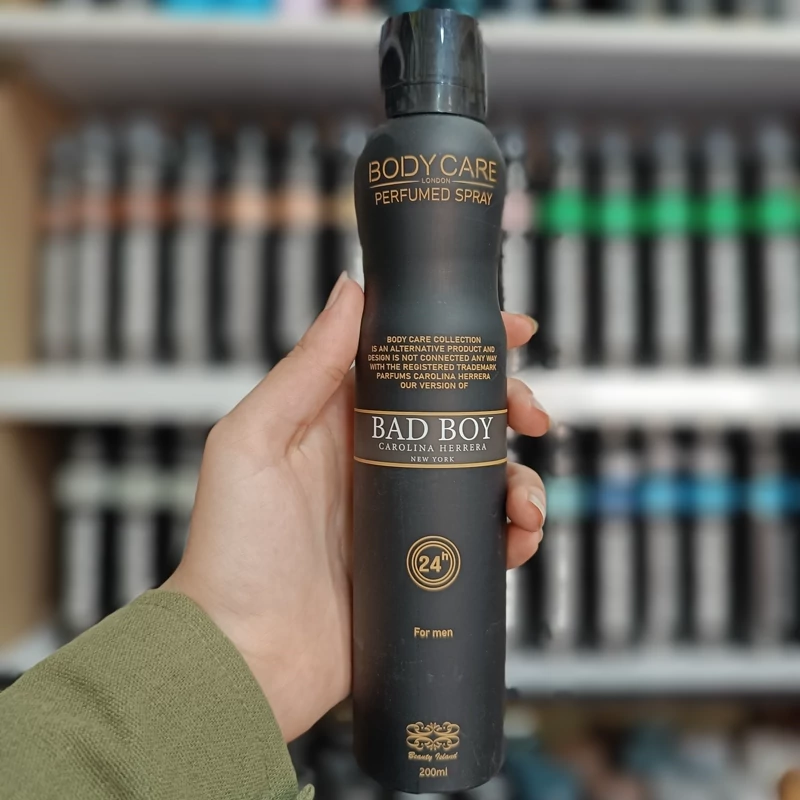 BODYCARE
LONDON
PERFUMED SPRAY
BODY CARE COLLECTION
IS AN ALTERNATIVE PRODUCT AND
DESIGN IS NOT CONNECTED ANY WAY
WITH THE REGISTERED TRADEMARK
PARFUMS CAROLINA HERRERA
OUR VERSION OF
BAD BOY
CAROLINA HERRERA
NEW YORK
24h
For men
Beauty Island
200ml